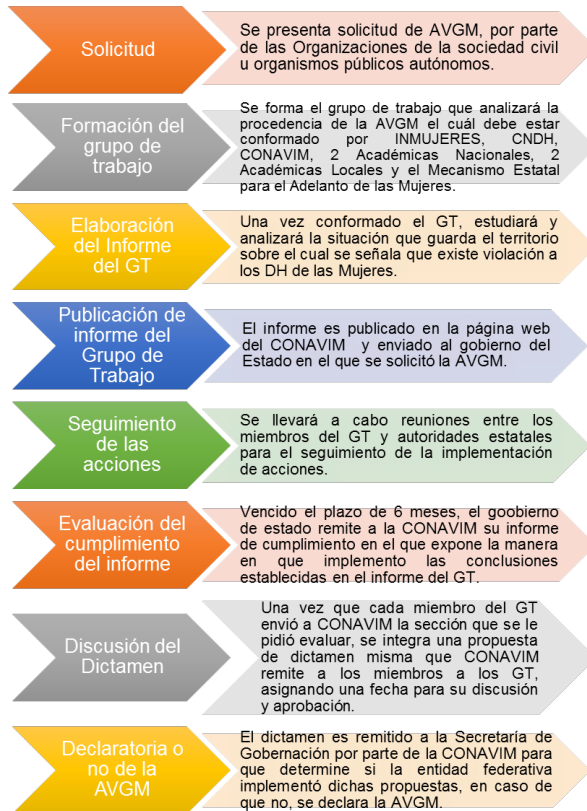 Solicitud
Se presenta solicitud de AVGM, por parte
de las Organizaciones de la sociedad civil
u organismos públicos autónomos.
Formación del
grupo de
trabajo
Se forma el grupo de trabajo que analizará la
procedencia de la AVGM el cuál debe estar
conformado por INMUJERES, CNDH,
CONAVIM, 2 Académicas Nacionales, 2
Académicas Locales y el Mecanismo Estatal
para el Adelanto de las Mujeres.
Elaboración
del Informe
del GT
Una vez conformado el GT, estudiará y
analizará la situación que guarda el territorio
sobre el cual se señala que existe violación a
los DH de las Mujeres.
Publicación de
informe del
Grupo de
Trabajo
El informe es publicado en la página web
del CONAVIM y enviado al gobierno del
Estado en el que se solicitó la AVGM.
Seguimiento
de las
acciones
Se llevará a cabo reuniones entre los
miembros del GT y autoridades estatales
para el seguimiento de la implementación
de acciones.
Evaluación del
cumplimiento
del informe
Vencido el plazo de 6 meses, el goobierno
de estado remite a la CONAVIM su informe
de cumplimiento en el que expone la manera
en que implemento las conclusiones
establecidas en el informe del GT.
Discusión del
Dictamen
Una vez que cada miembro del GT
envió a CONAVIM la sección que se le
pidió evaluar, se integra una propuesta
de dictamen misma que CONAVIM
remite a los miembros a los GT,
asignando una fecha para su discusión
y aprobación.
Declaratoria o
no de la
AVGM
El dictamen es remitido a la Secretaría de
Gobernación por parte de la CONAVIM para
que determine si la entidad federativa
implementó dichas propuestas, en caso de
que no, se declara la AVGM.